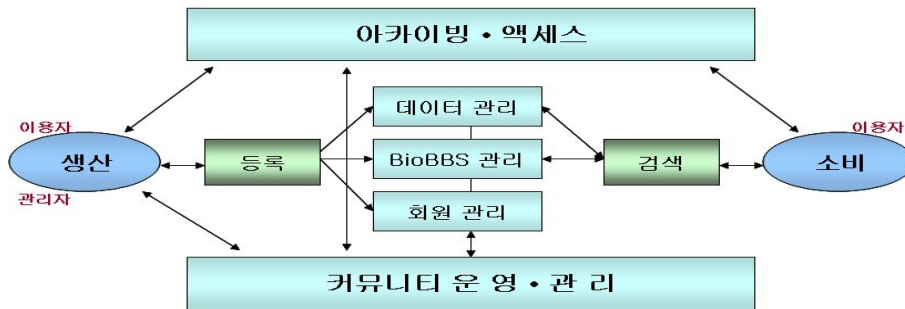 아카이빙 • 액세스
데이터 관리
이용자
이용자
생산
등록
BioBBS 관리
검색
소비
관리자
회원 관리
커뮤니티 운 영 • 관 리